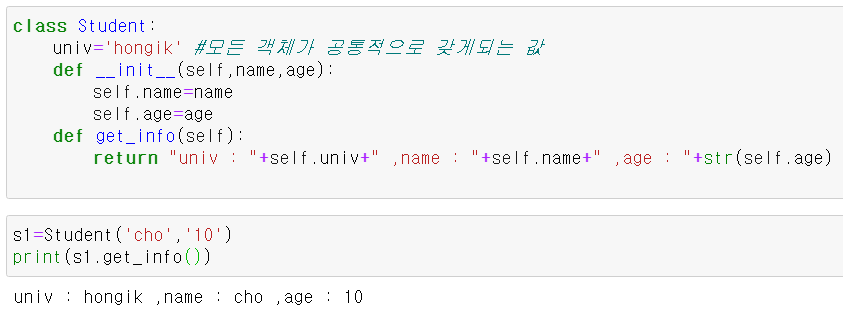 class Student:
    univ='hongik' #모든 객체가 공통적으로 갖게되는 값
    def __init__(self,name,age):
        self.name=name
        self.age=age
    def get_info(self):
        return "univ : "+self.univ+" ,name : "+self.name+" ,age : "+str(self.age)
s1=Student('cho','10')
print(s1.get_info())
univ : hongik ,name : cho ,age : 10